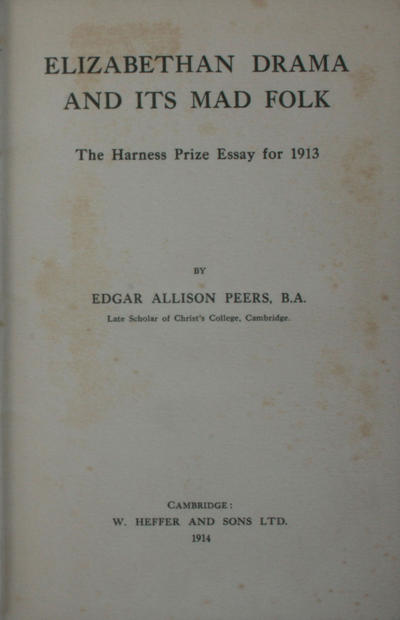 ELIZABETHAN DRAMA
AND ITS MAD FOLK
The Harness Prize Essay for 1913
BY
EDGAR ALLISON PEERS, B.A.
Late Scholar of Christ's College, Cambridge.
CAMBRIDGE:
W. HEFFER AND SONS LTD.
1914